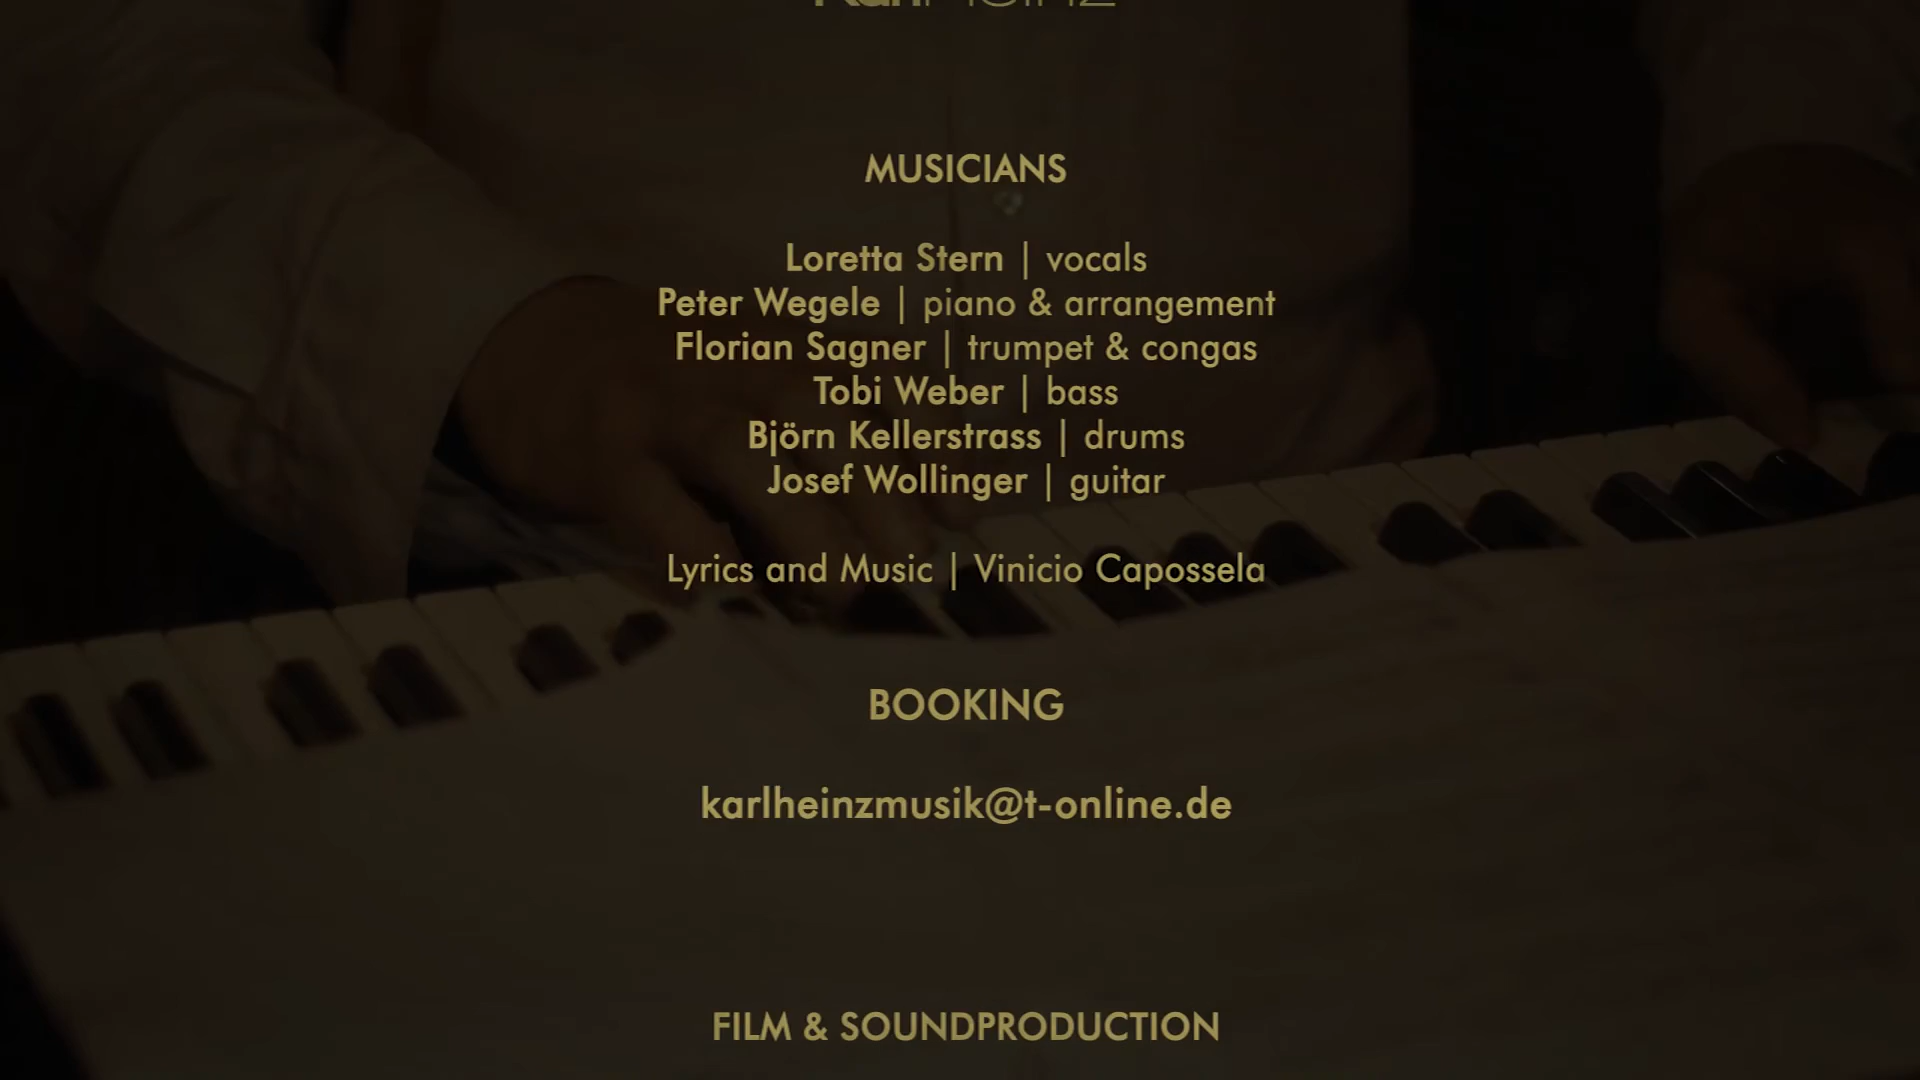 MUSICIANS
Loretta Stern | vocals
Peter Wegele | piano & arrangement
Florian Sagner | trumpet & congas
Tobi Weber | bass
Björn Kellerstrass | drums
Josef Wollinger | guitar
Lyrics and Music | Vinicio Capossela
BOOKING
karlheinzmusik@t-online.de
FILM & SOUNDPRODUCTION